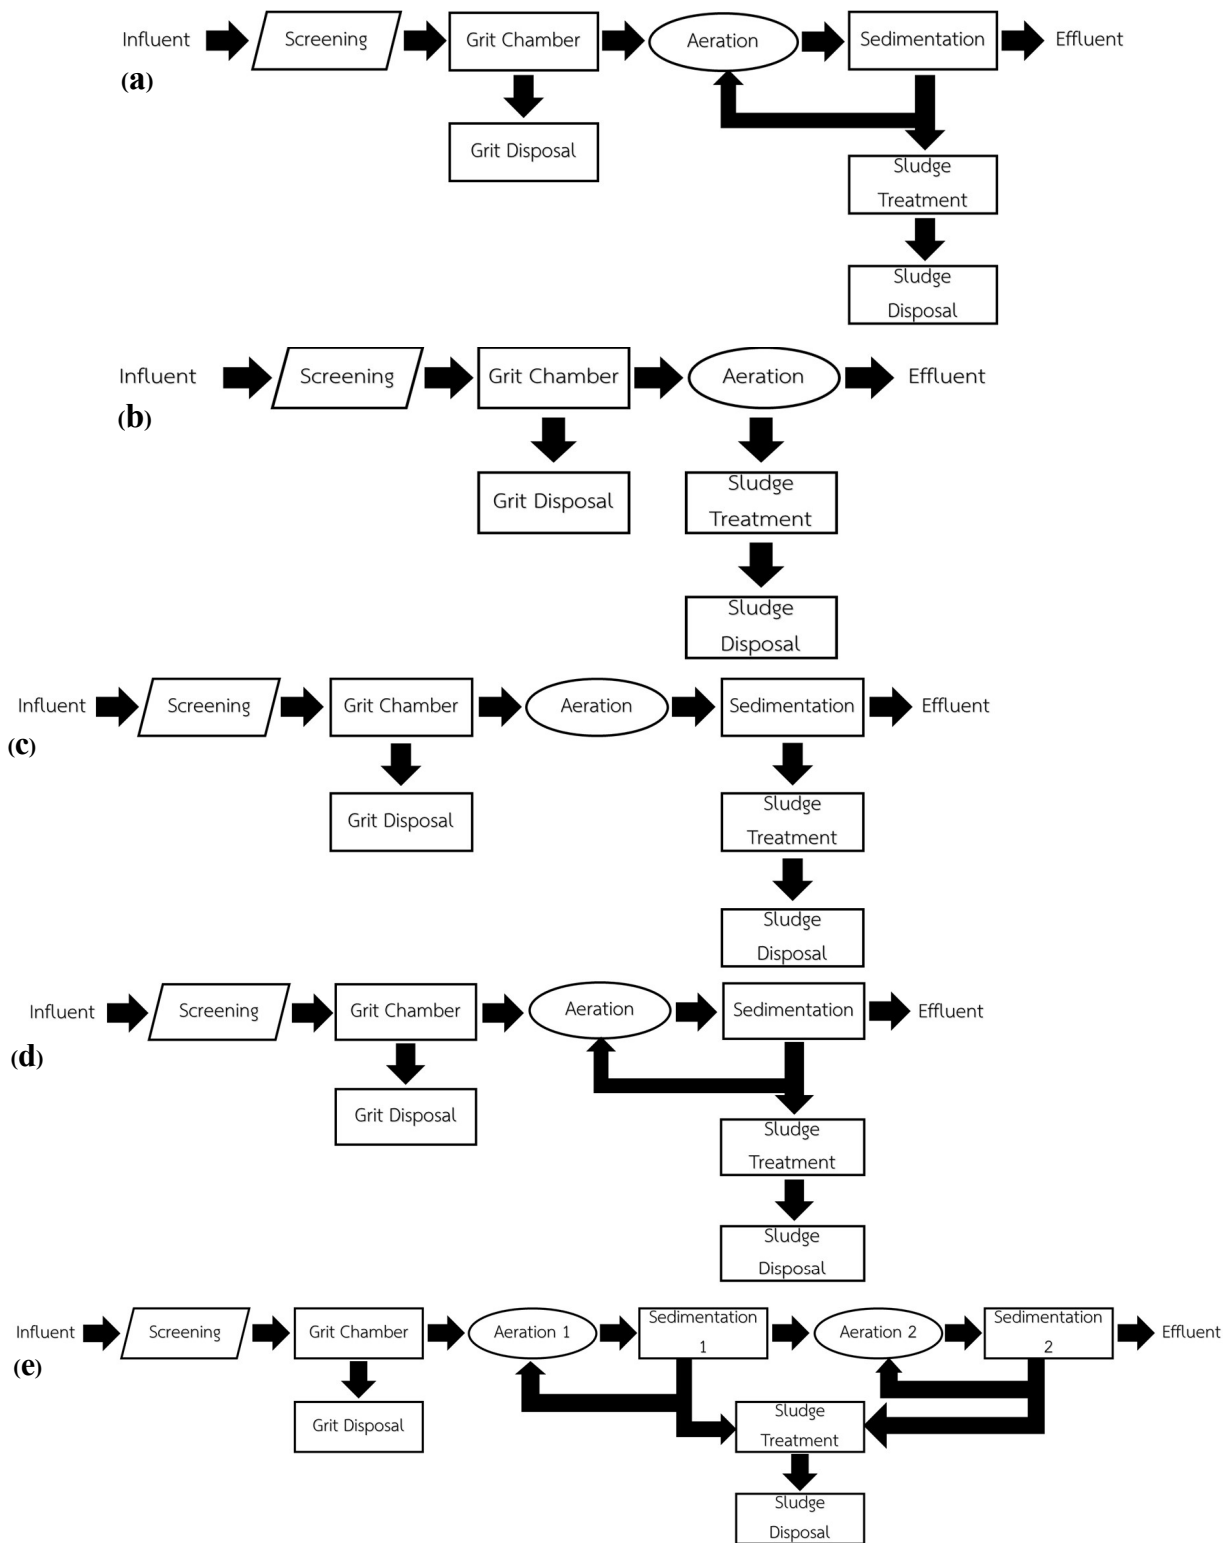 Influent
Screening
Grit Chamber
Aeration
Sedimentation
Effluent
(a)
Grit Disposal
Sludge
Treatment
Sludge
Disposal
Influent
Screening
Grit Chamber
Aeration
Effluent
(b)
Grit Disposal
Sludge
Treatment
Sludge
Disposal
Influent
Screening
Grit Chamber
Aeration
Sedimentation
Effluent
(c)
Grit Disposal
Sludge
Treatment
Sludge
Disposal
Influent
Screening
Grit Chamber
Aeration
Sedimentation
Effluent
(d)
Grit Disposal
Sludge
Treatment
Sludge
Disposal
Influent
Screening
Grit Chamber
Aeration 1
Sedimentation
1
Aeration 2
Sedimentation
2
Effluent
(e)
Grit Disposal
Sludge
Treatment
Sludge
Disposal